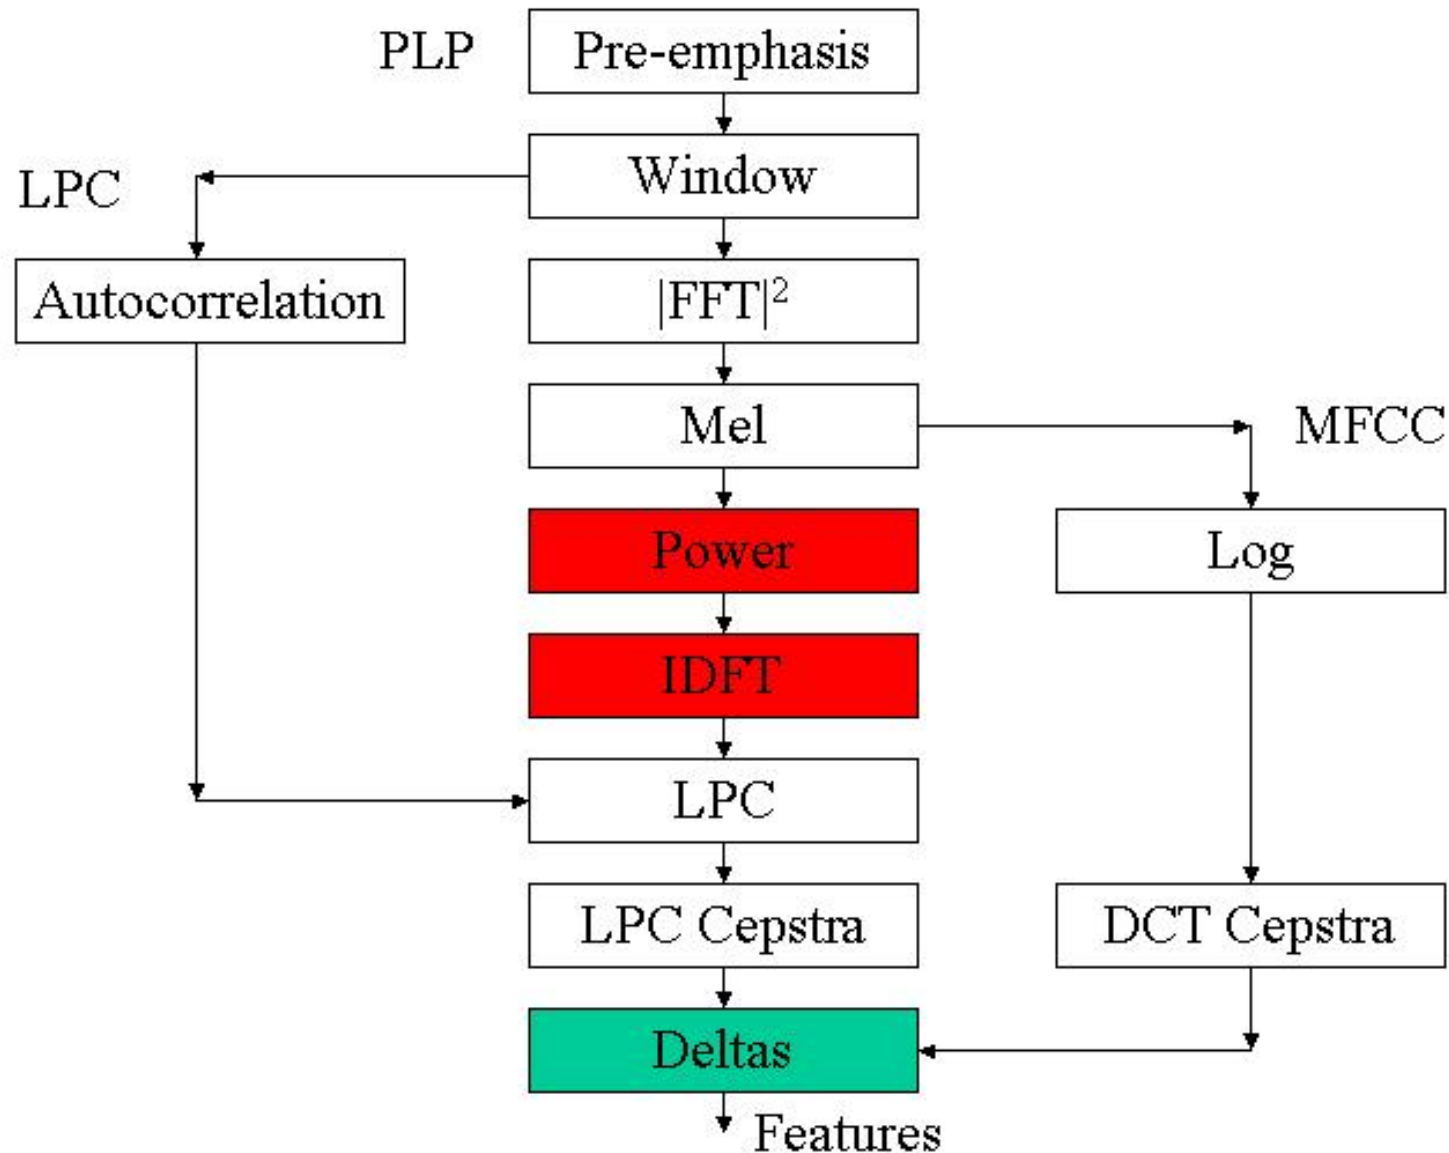 PLP
Pre-emphasis
Window
LPC
Autocorrelation
|FFT|²
Mel
MFCC
Power
Log
IDFT
LPC
LPC Cepstra
DCT Cepstra
Deltas
Features